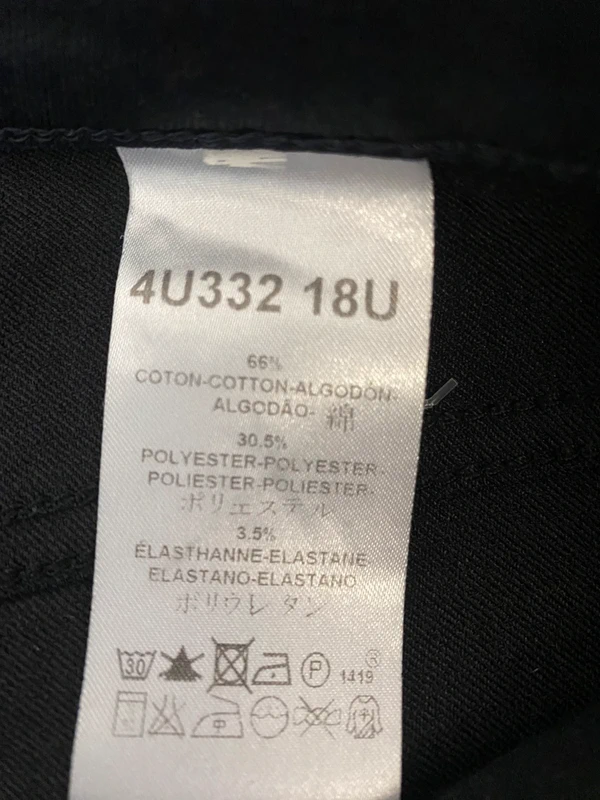 4U332 18U
66%
COTON-COTTON-ALGODÓN-
ALGODÃO- 綿
30.5%
POLYESTER-POLYESTER-
POLIESTER-POLIESTER-
ポリエステル
3.5%
ÉLASTHANNE-ELASTANE-
ELASTANO-ELASTANO
ポリウレタン
30 P 1419 ®